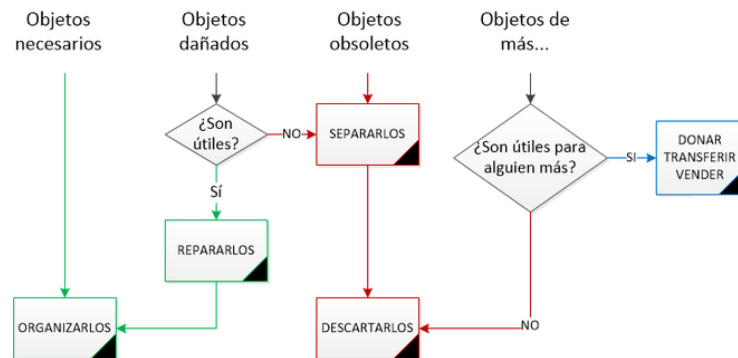 Objetos
necesarios
Objetos
dañados
Objetos
obsoletos
Objetos de
más...
¿Son
útiles?
NO
SEPARARLOS
¿Son útiles para
alguien más?
SI
DONAR
TRANSFERIR
VENDER
Sí
REPARARLOS
ORGANIZARLOS
DESCARTARLOS
NO